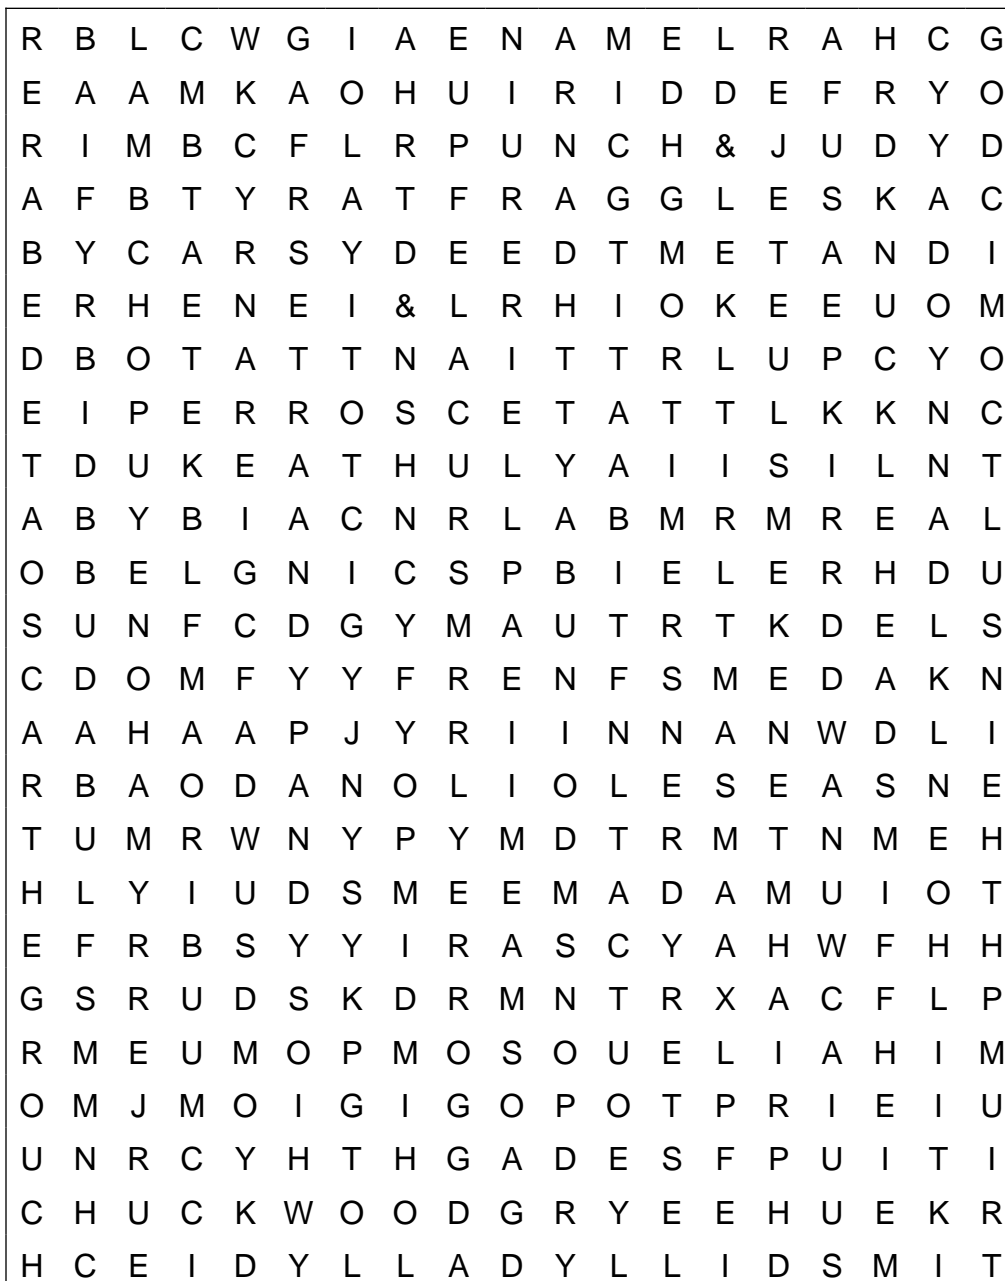 R B L C W G I A E N A M E L R A H C G
E A A M K A O H U I R I D D E F R Y O
R I M B C F L R P U N C H & J U D Y D
A F B T Y R A T F R A G G L E S K A C
B Y C A R S Y D E E D T M E T A N D I
E R H E N E I & L R H I O K E E U O M
D B O T A T T N A I T T R L U P C Y O
E I P E R R O S C E T A T T L K K N C
T D U K E A T H U L Y A I I S I L N T
A B Y B I A C N R L A B M R M R E A L
O B E L G N I C S P B I E L E R H D U
S U N F C D G Y M A U T R T K D E L S
C D O M F Y Y F R E N F S M E D A K N
A A H A A P J Y R I I N N A N W D L I
R B A O D A N O L I O L E S E A S N E
T U M R W N Y P Y M D T R M T N M E H
H L Y I U D S M E E M A D A M U I O T
E F R B S Y Y I R A S C Y A H W F H H
G S R U D S K D R M N T R X A C F L P
R M E U M O P M O S O U E L I A H I M
O M J M O I G I G O P O T P R I E I U
U N R C Y H T H G A D E S F P U I T I
C H U C K W O O D G R Y E E H U E K R
H C E I D Y L L A D Y L L I D S M I T